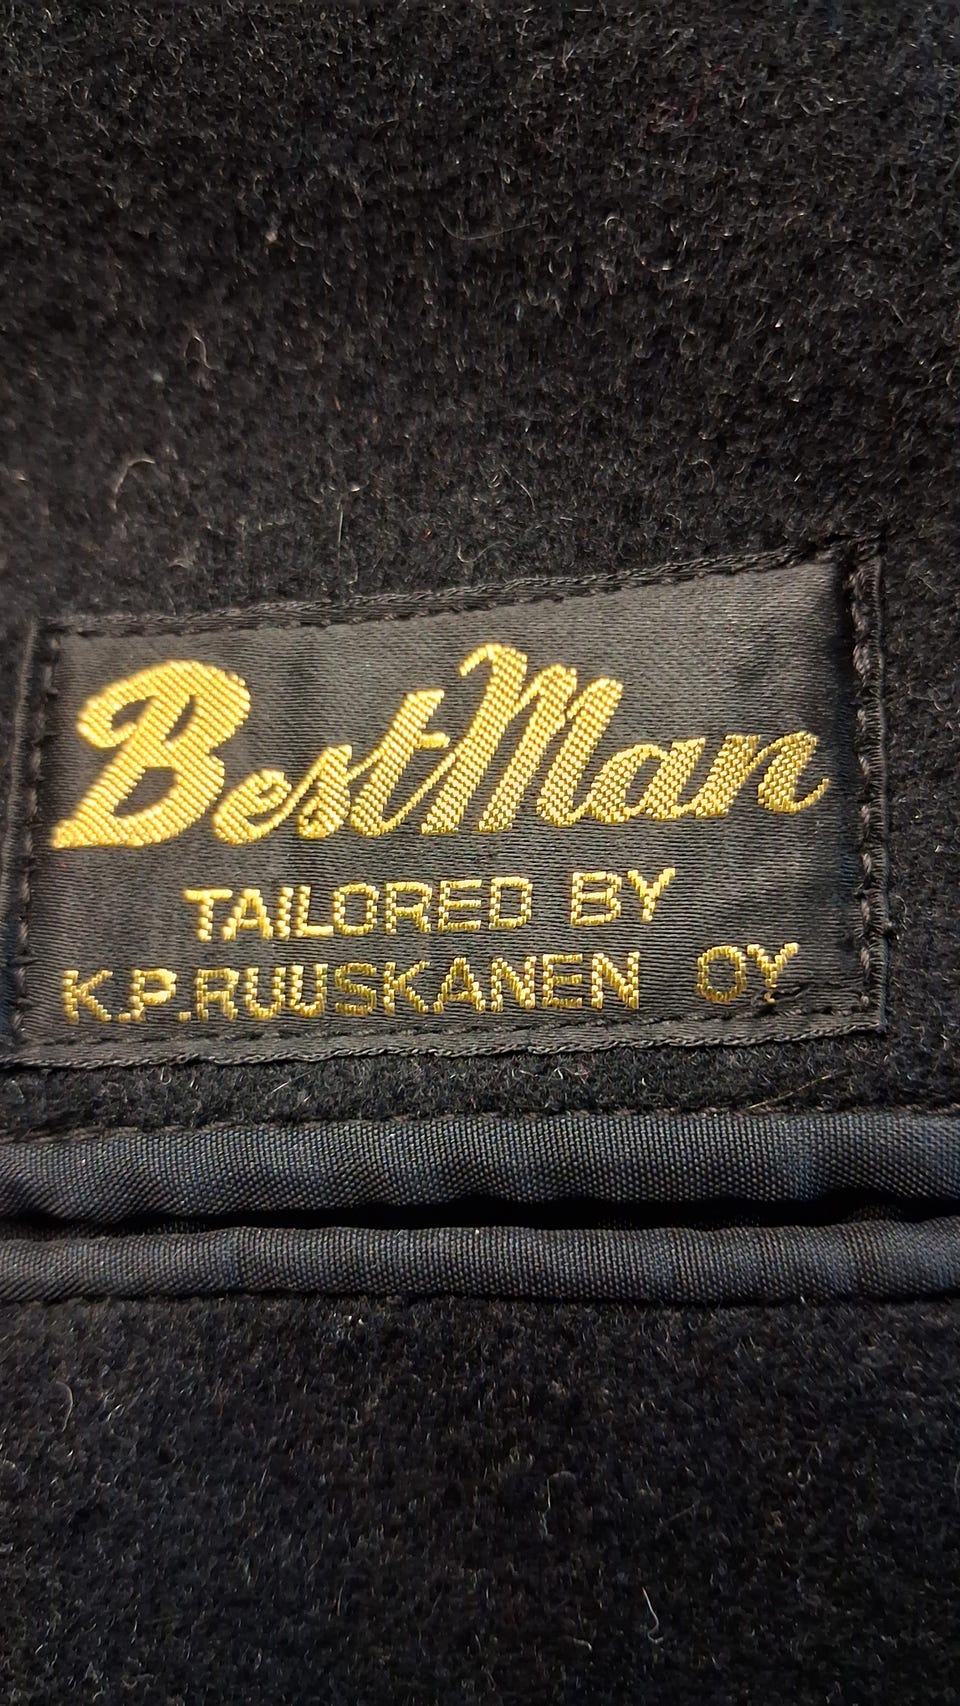 BestMan
TAILORED BY
K.P.RUUSKANEN OY